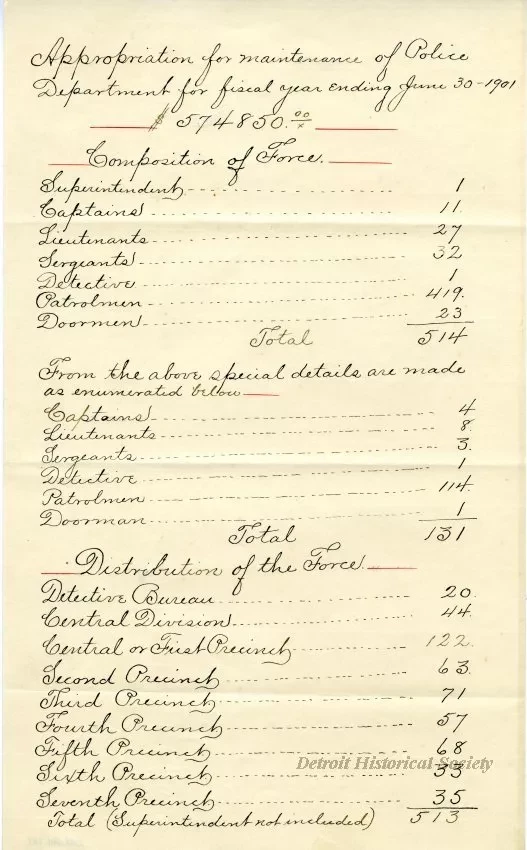 Appropriation for maintenance of Police
Department for fiscal year ending June 30-1901
$574850.00/x
Composition of Force.
Superintendent 1
Captains 11.
Lieutenants 27
Sergeants 32
Detective 1
Patrolmen 419.
Doormen 23
Total 514
From the above special details are made
as enumerated below
Captains 4
Lieutenants 8.
Sergeants 3.
Detective 1
Patrolmen 114.
Doorman 1
Total 131
Distribution of the Force.
Detective Bureau 20.
Central Division 44.
Central or First Precinct 122.
Second Precinct 63.
Third Precinct 71
Fourth Precinct 57
Fifth Precinct 68
Detroit Historical Society
Sixth Precinct 33
Seventh Precinct 35
Total (Superintendent not included) 513